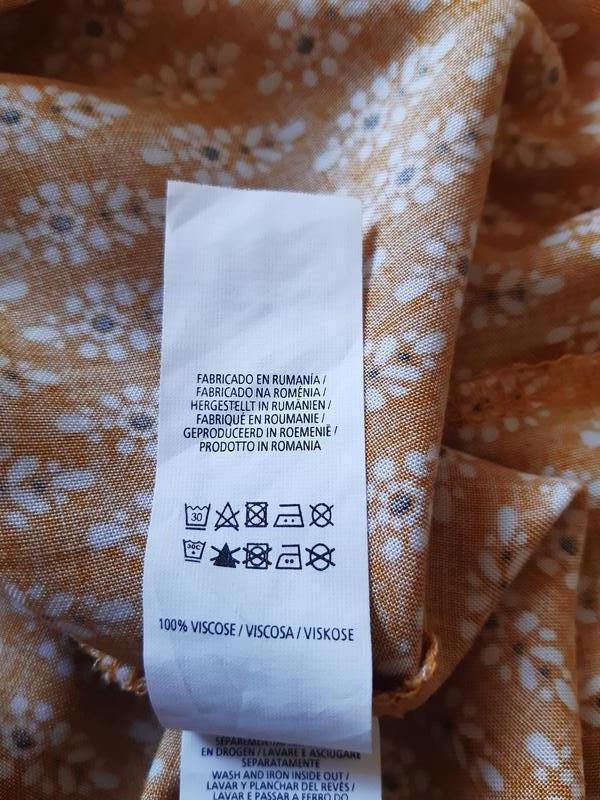 FABRICADO EN RUMANÍA /
FABRICADO NA ROMÉNIA /
HERGESTELLT IN RUMÄNIEN /
FABRIQUÉ EN ROUMANIE /
GEPRODUCEERD IN ROEMENIË /
PRODOTTO IN ROMANIA
30
30C
100% VISCOSE / VISCOSA / VISKOSE
EN DROGEN / LAVARE E ASCIUGARE
SEPARATAMENTE
WASH AND IRON INSIDE OUT /
LAVAR Y PLANCHAR DEL REVÉS /
LAVAR E PASSAR A FERRO DO